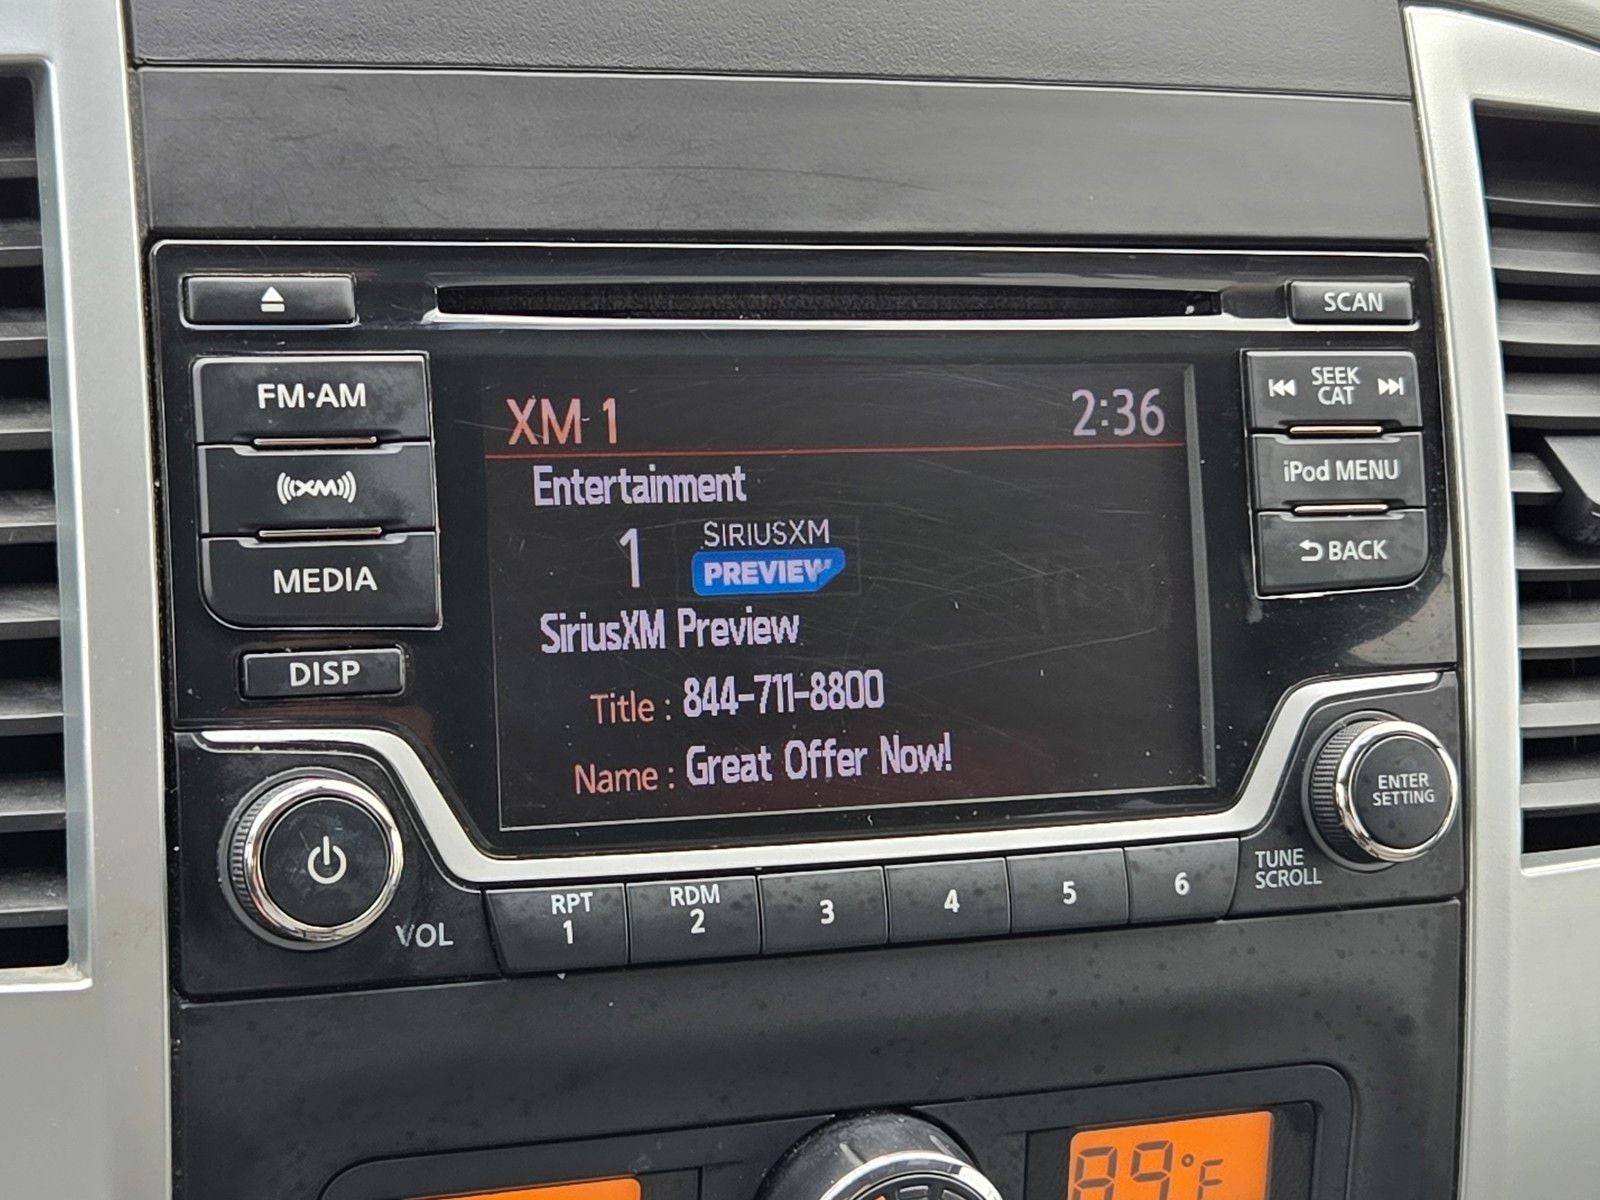 SCAN
FM·AM
SEEK
CAT
XM 1
2:36
XM
iPod MENU
Entertainment
1
SIRIUSXM
PREVIEW
BACK
MEDIA
SiriusXM Preview
DISP
Title : 844-711-8800
Name : Great Offer Now!
ENTER
SETTING
VOL
RPT
1
RDM
2
3
4
5
6
TUNE
SCROLL
89°F